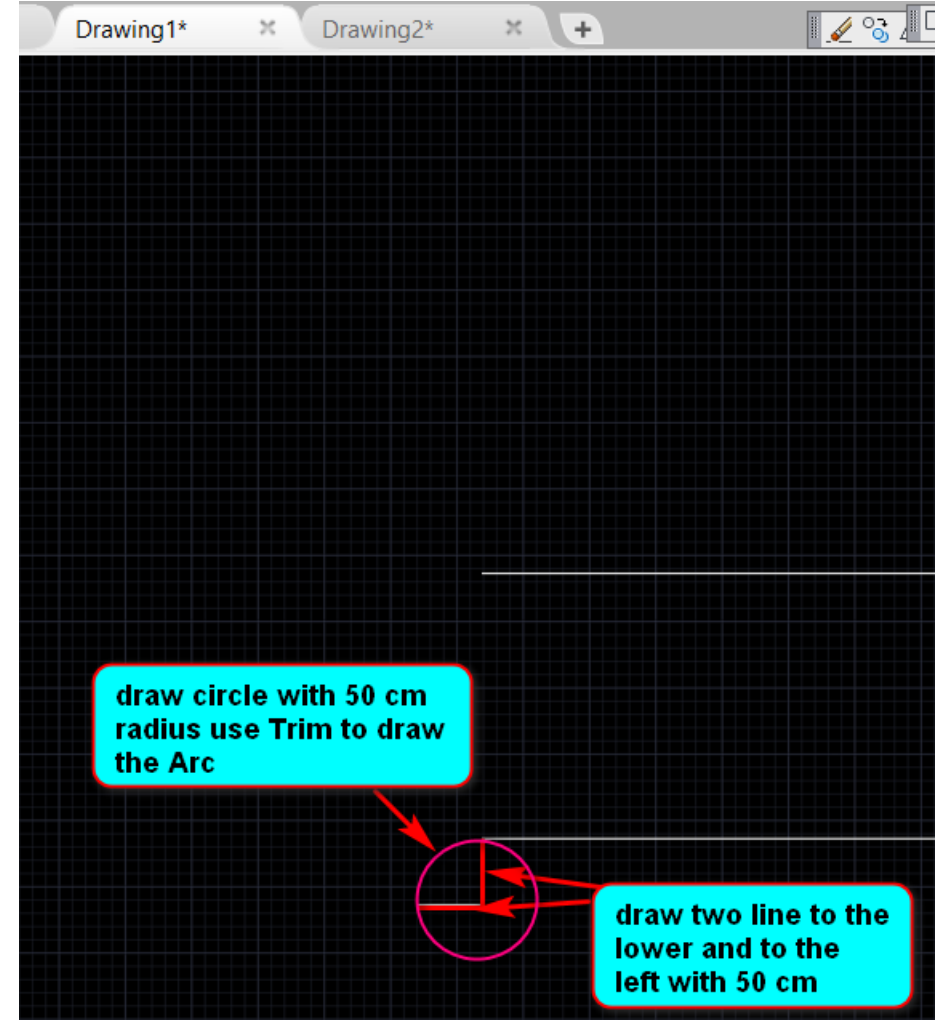 Drawing1*
Drawing2*
draw circle with 50 cm
radius use Trim to draw
the Arc
draw two line to the
lower and to the
left with 50 cm